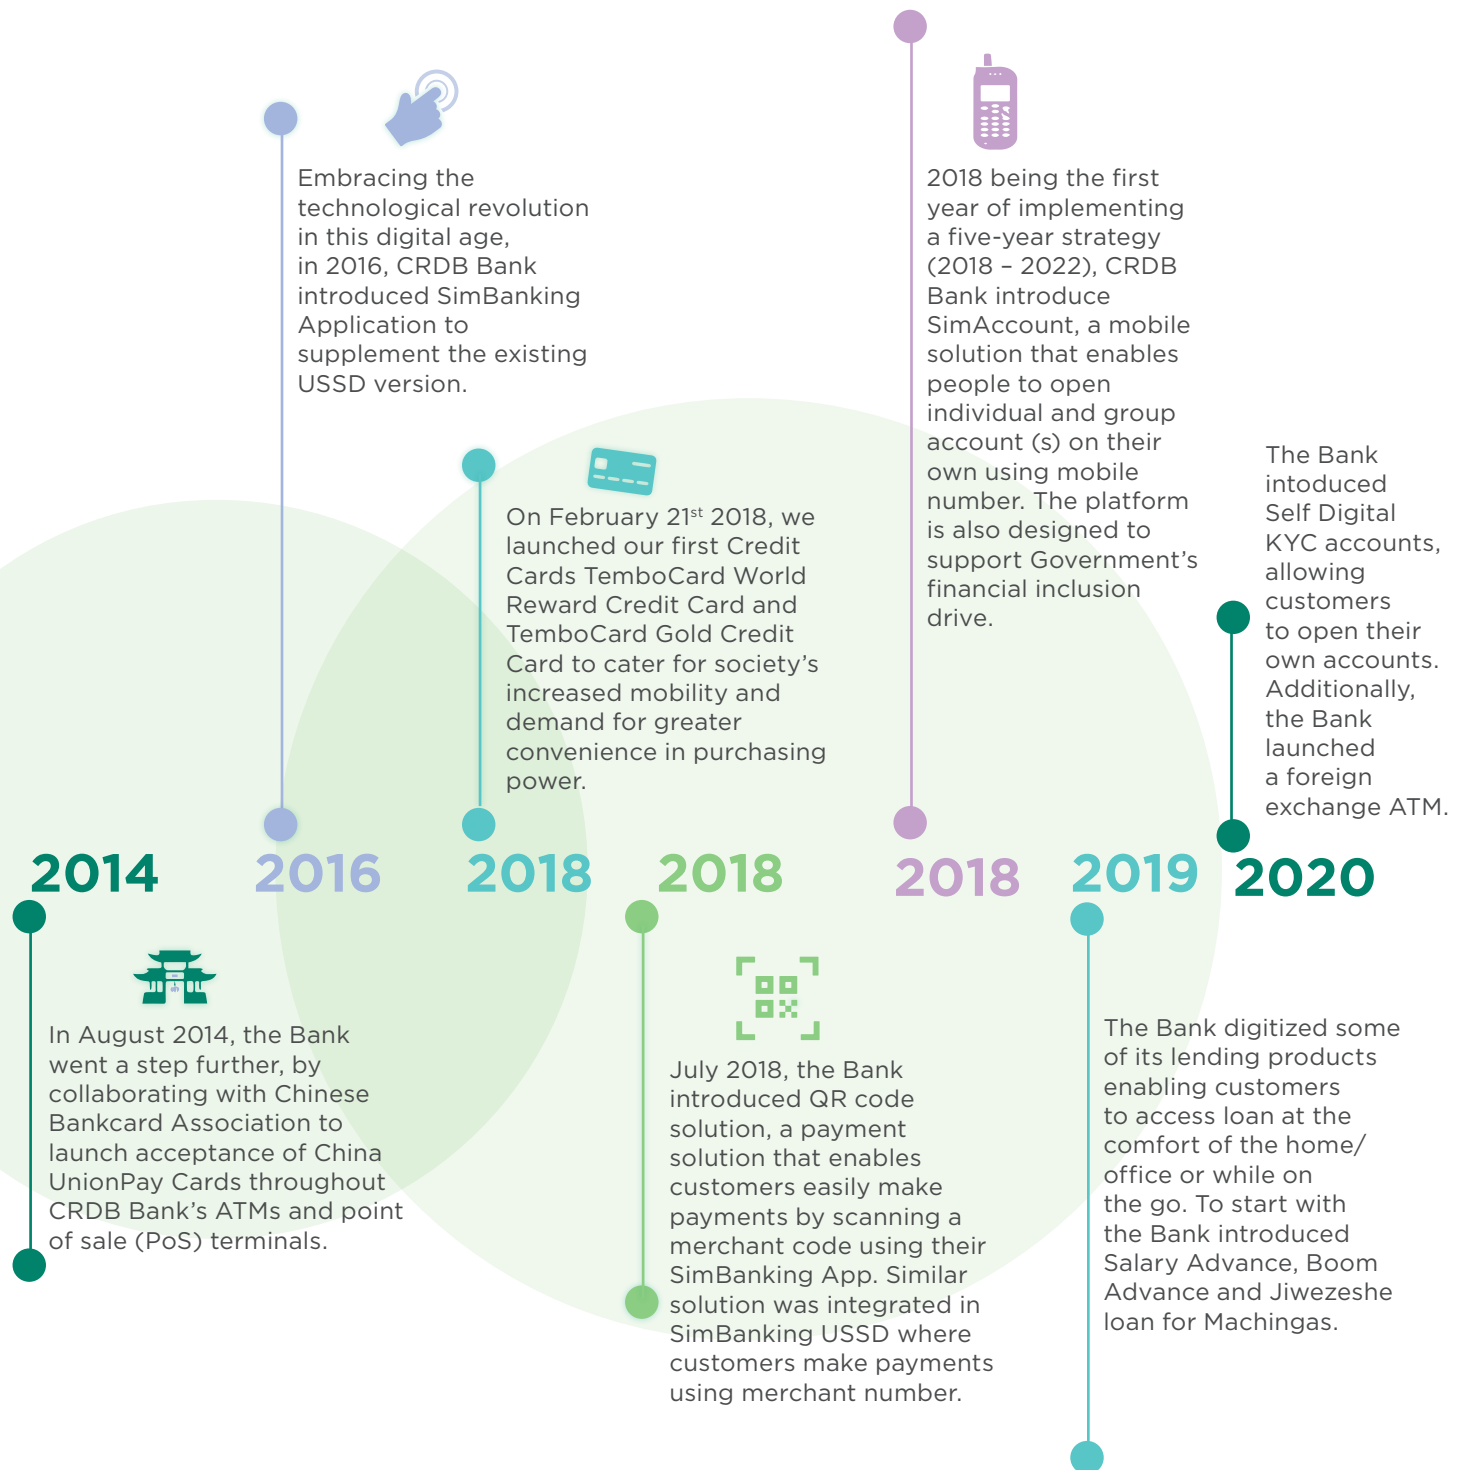 Embracing the
technological revolution
in this digital age,
in 2016, CRDB Bank
introduced SimBanking
Application to
supplement the existing
USSD version.
2018 being the first
year of implementing
a five-year strategy
(2018 – 2022), CRDB
Bank introduce
SimAccount, a mobile
solution that enables
people to open
individual and group
account (s) on their
own using mobile
number. The platform
is also designed to
support Government’s
financial inclusion
drive.
On February 21st 2018, we
launched our first Credit
Cards TemboCard World
Reward Credit Card and
TemboCard Gold Credit
Card to cater for society’s
increased mobility and
demand for greater
convenience in purchasing
power.
The Bank
intoduced
Self Digital
KYC accounts,
allowing
customers
to open their
own accounts.
Additionally,
the Bank
launched
a foreign
exchange ATM.
2014
2016
2018
2018
2018
2019
2020
In August 2014, the Bank
went a step further, by
collaborating with Chinese
Bankcard Association to
launch acceptance of China
UnionPay Cards throughout
CRDB Bank’s ATMs and point
of sale (PoS) terminals.
July 2018, the Bank
introduced QR code
solution, a payment
solution that enables
customers easily make
payments by scanning a
merchant code using their
SimBanking App. Similar
solution was integrated in
SimBanking USSD where
customers make payments
using merchant number.
The Bank digitized some
of its lending products
enabling customers
to access loan at the
comfort of the home/
office or while on
the go. To start with
the Bank introduced
Salary Advance, Boom
Advance and Jiwezeshe
loan for Machingas.